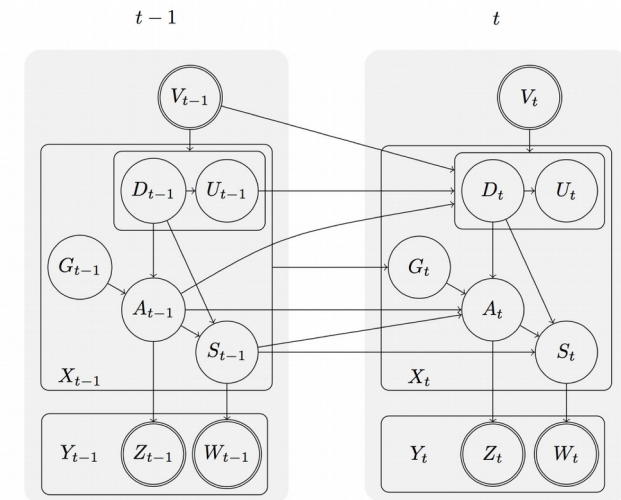 t − 1 t
V_{t−1} V_t
D_{t−1} U_{t−1} D_t U_t
G_{t−1} G_t
A_{t−1} A_t
S_{t−1} S_t
X_{t−1} X_t
Y_{t−1} Z_{t−1} W_{t−1} Y_t Z_t W_t